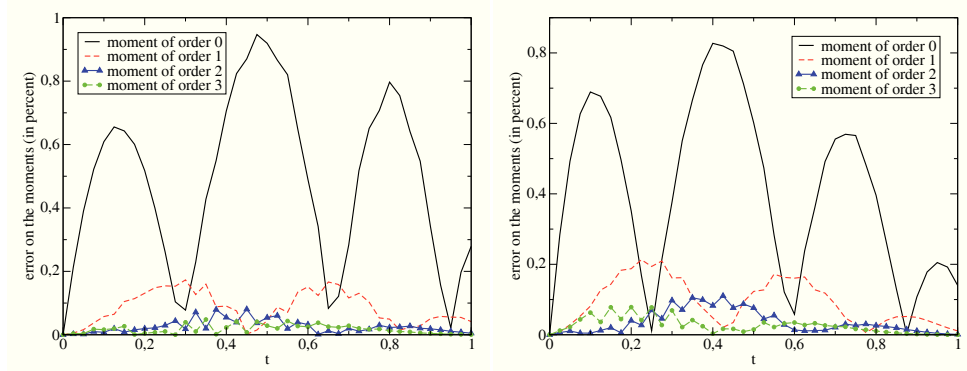 error on the moments (in percent)
1
0,8
0,6
0,4
0,2
0
moment of order 0
moment of order 1
moment of order 2
moment of order 3
0
0,2
0,4
0,6
0,8
1
t
error on the moments (in percent)
0,8
0,6
0,4
0,2
0
moment of order 0
moment of order 1
moment of order 2
moment of order 3
0
0,2
0,4
0,6
0,8
1
t